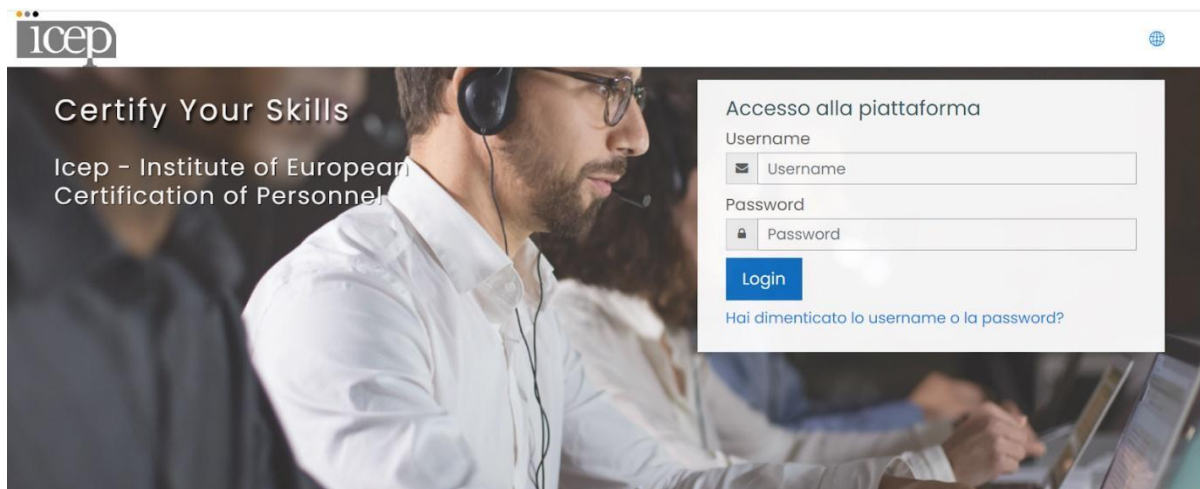 icep
Certify Your Skills
Icep - Institute of European
Certification of Personnel
Accesso alla piattaforma
Username
Username
Password
Password
Login
Hai dimenticato lo username o la password?